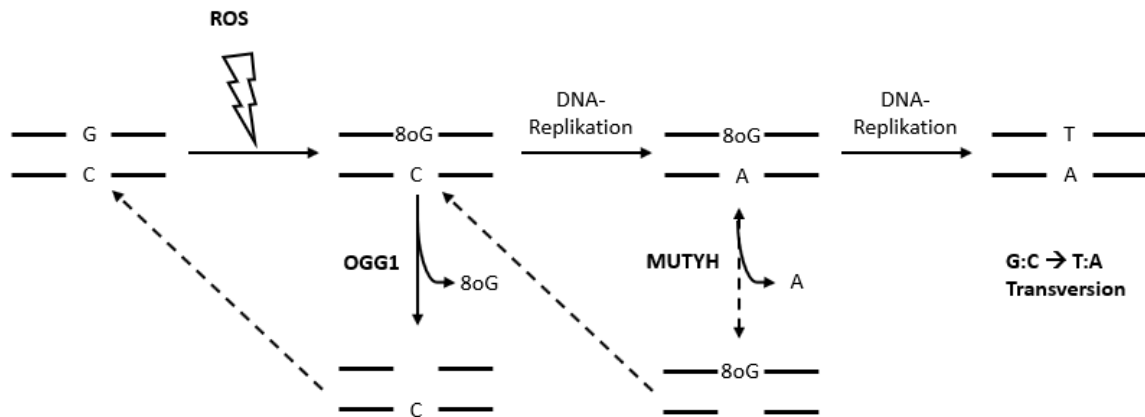 ROS
DNA-
Replikation
DNA-
Replikation
G
8oG
8oG
T
C
C
A
A
OGG1
8oG
MUTYH
A
G:C → T:A
Transversion
8oG
C